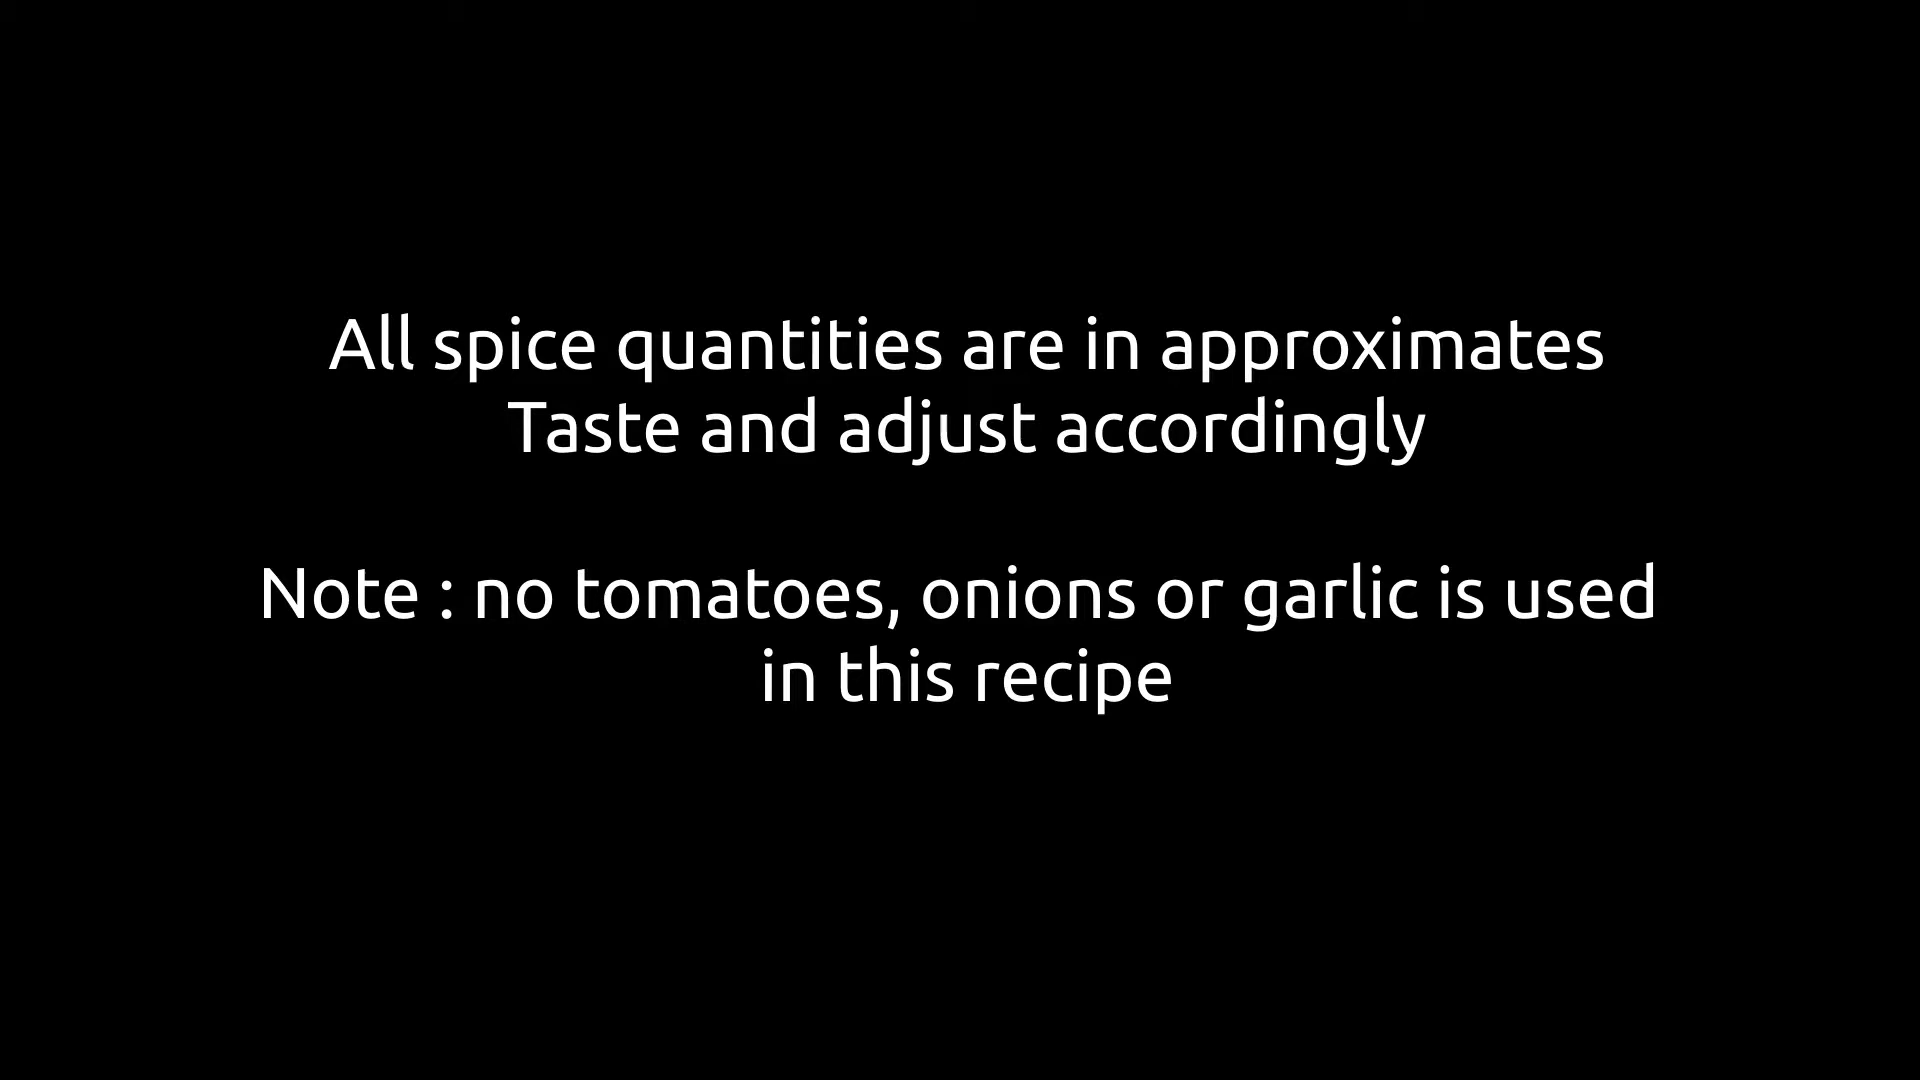 All spice quantities are in approximates
Taste and adjust accordingly
Note : no tomatoes, onions or garlic is used
in this recipe